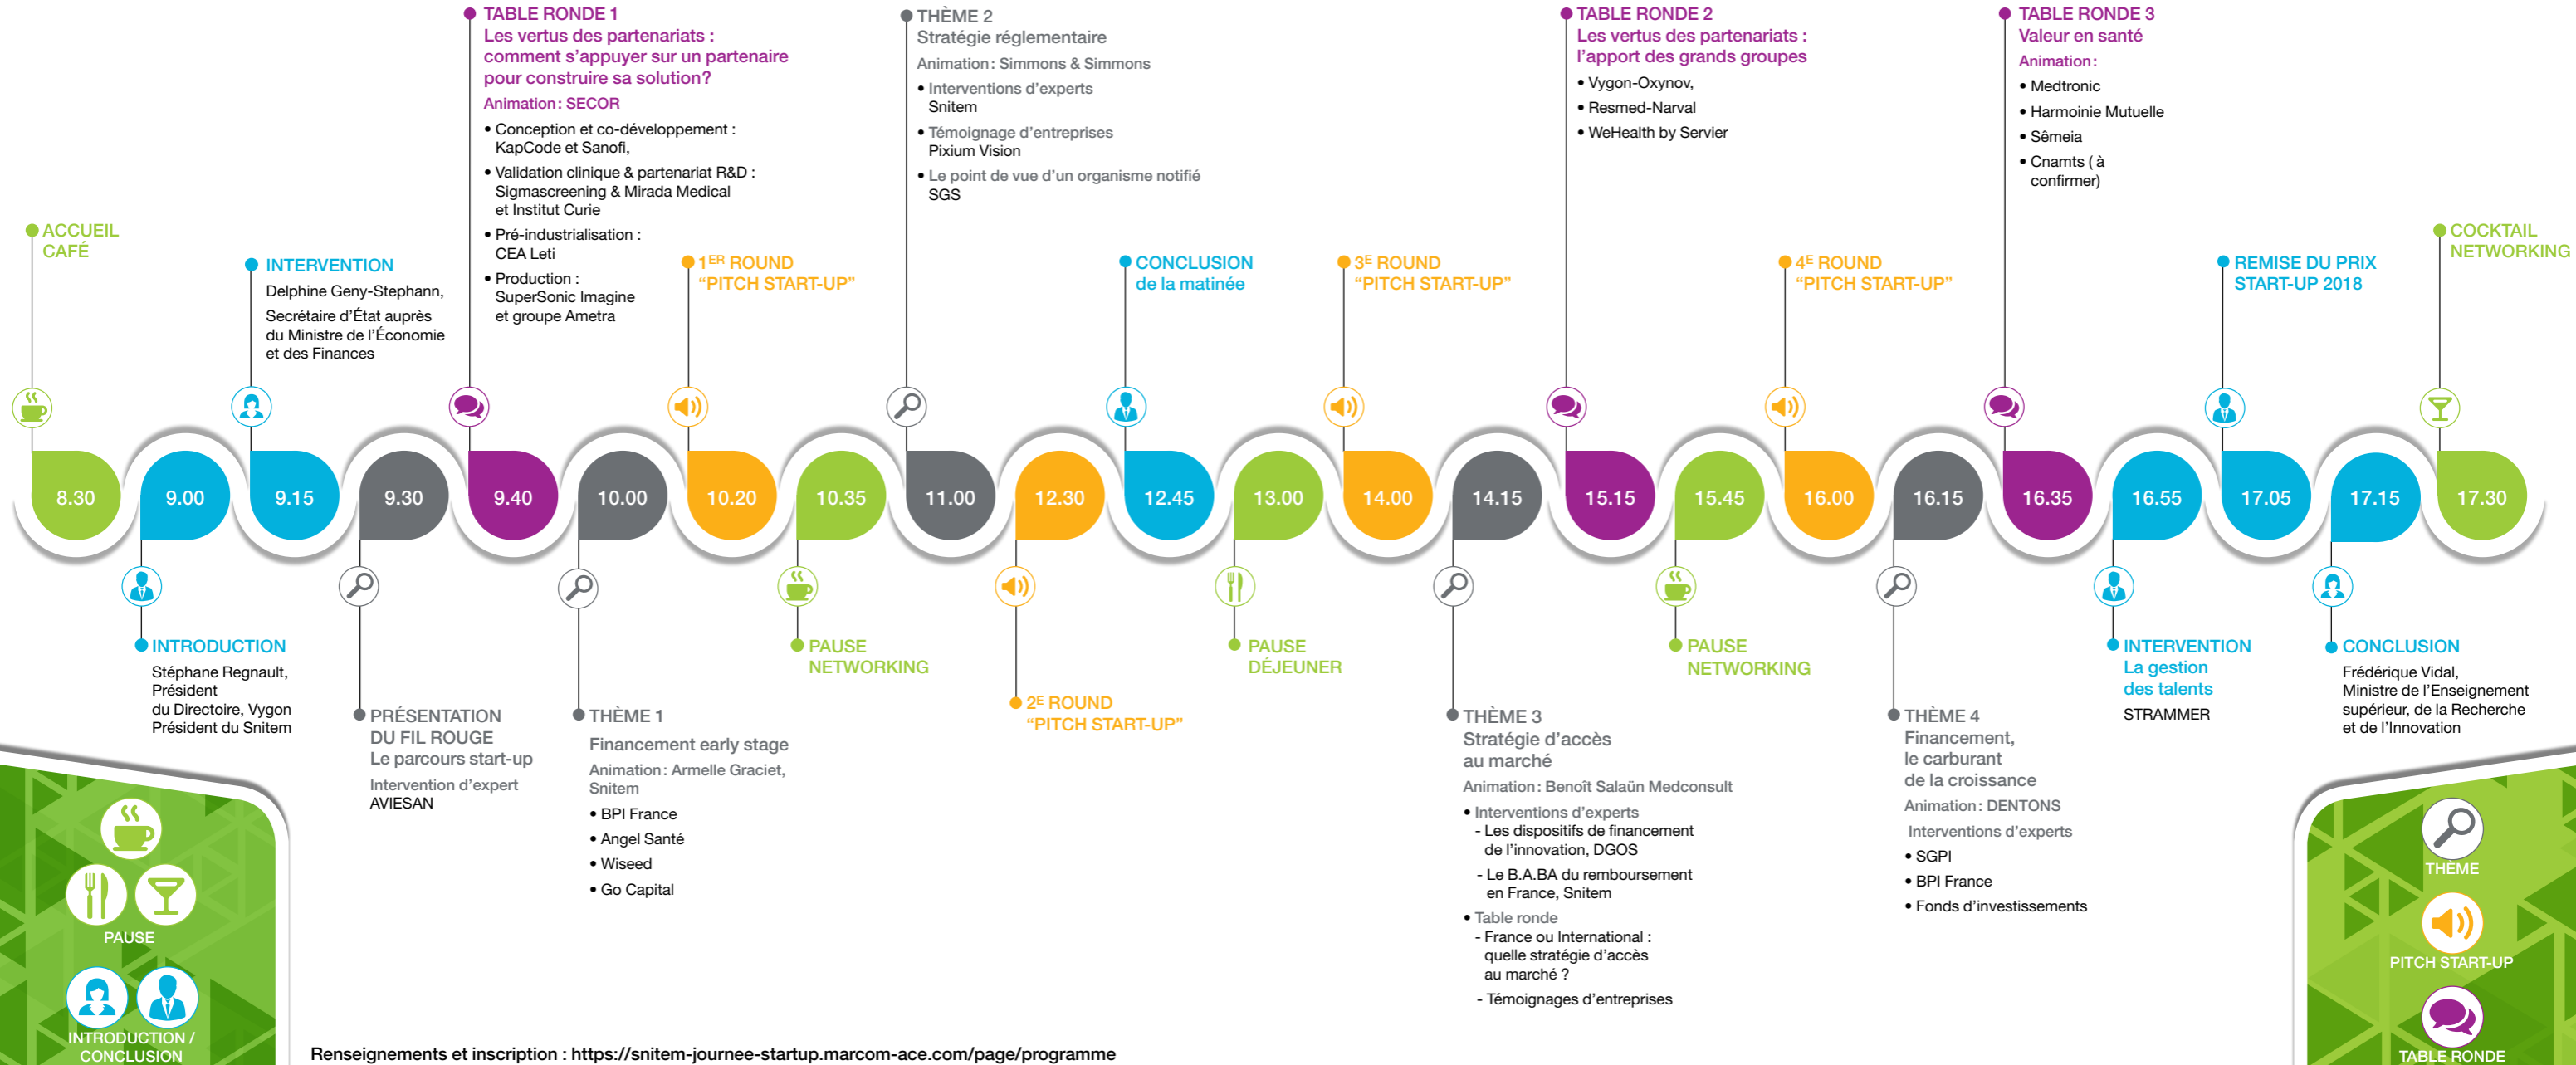 8.30
ACCUEIL
CAFÉ
9.00
INTRODUCTION
Stéphane Regnault,
Président
du Directoire, Vygon
Président du Snitem
9.15
INTERVENTION
Delphine Geny-Stephann,
Secrétaire d’État auprès
du Ministre de l’Économie
et des Finances
9.30
PRÉSENTATION
DU FIL ROUGE
Le parcours start-up
Intervention d’expert
AVIESAN
9.40
TABLE RONDE 1
Les vertus des partenariats :
comment s’appuyer sur un partenaire
pour construire sa solution?
Animation : SECOR
• Conception et co-développement :
KapCode et Sanofi,
• Validation clinique & partenariat R&D :
Sigmascreening & Mirada Medical
et Institut Curie
• Pré-industrialisation :
CEA Leti
• Production :
SuperSonic Imagine
et groupe Ametra
10.00
THÈME 1
Financement early stage
Animation : Armelle Graciet,
Snitem
• BPI France
• Angel Santé
• Wiseed
• Go Capital
10.20
1ER ROUND
“PITCH START-UP”
10.35
PAUSE
NETWORKING
11.00
THÈME 2
Stratégie réglementaire
Animation : Simmons & Simmons
• Interventions d’experts
Snitem
• Témoignage d’entreprises
Pixium Vision
• Le point de vue d’un organisme notifié
SGS
12.30
2E ROUND
“PITCH START-UP”
12.45
CONCLUSION
de la matinée
13.00
PAUSE
DÉJEUNER
14.00
3E ROUND
“PITCH START-UP”
14.15
THÈME 3
Stratégie d’accès
au marché
Animation : Benoît Salaün Medconsult
• Interventions d’experts
- Les dispositifs de financement
de l’innovation, DGOS
- Le B.A.BA du remboursement
en France, Snitem
• Table ronde
- France ou International :
quelle stratégie d’accès
au marché ?
- Témoignages d’entreprises
15.15
TABLE RONDE 2
Les vertus des partenariats :
l’apport des grands groupes
• Vygon-Oxynov,
• Resmed-Narval
• WeHealth by Servier
15.45
PAUSE
NETWORKING
16.00
4E ROUND
“PITCH START-UP”
16.15
THÈME 4
Financement,
le carburant
de la croissance
Animation : DENTONS
Interventions d’experts
• SGPI
• BPI France
• Fonds d’investissements
16.35
TABLE RONDE 3
Valeur en santé
Animation :
• Medtronic
• Harmoinie Mutuelle
• Sêmeia
• Cnamts ( à
confirmer)
16.55
INTERVENTION
La gestion
des talents
STRAMMER
17.05
REMISE DU PRIX
START-UP 2018
17.15
CONCLUSION
Frédérique Vidal,
Ministre de l’Enseignement
supérieur, de la Recherche
et de l’Innovation
17.30
COCKTAIL
NETWORKING
PAUSE
INTRODUCTION /
CONCLUSION
THÈME
PITCH START-UP
TABLE RONDE
Renseignements et inscription : https://snitem-journee-startup.marcom-ace.com/page/programme